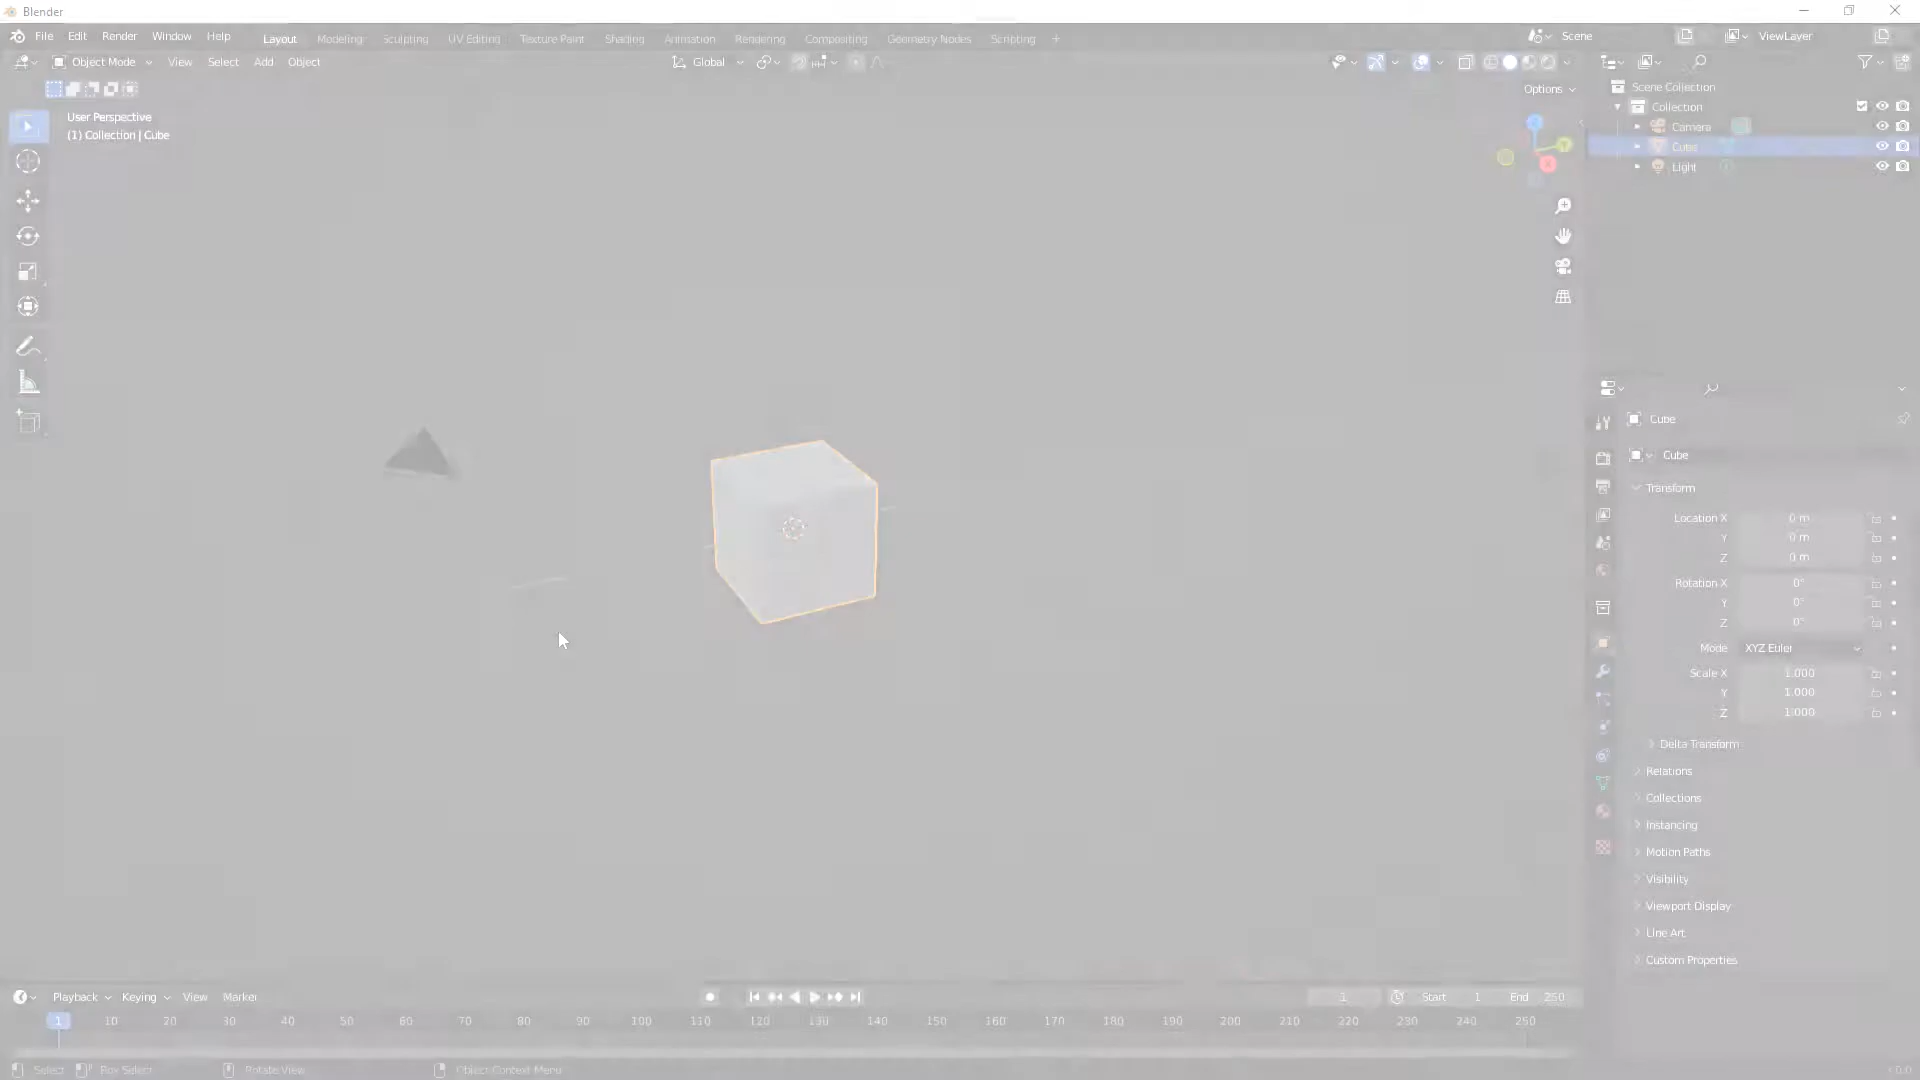 Blender
File Edit Render Window Help Layout Modeling Sculpting UV Editing Texture Paint Shading Animation Rendering Compositing Geometry Nodes Scripting + Scene ViewLayer
Object Mode View Select Add Object Global
Options
User Perspective
(1) Collection | Cube
Scene Collection
Collection
Camera
Cube
Light
Y
X
Cube
Cube
Transform
Location X 0 m
Y 0 m
Z 0 m
Rotation X 0°
Y 0°
Z 0°
Mode XYZ Euler
Scale X 1.000
Y 1.000
Z 1.000
Delta Transform
Relations
Collections
Instancing
Motion Paths
Visibility
Viewport Display
Line Art
Custom Properties
Playback Keying View Marker 1 Start 1 End 250
1 10 20 30 40 50 60 70 80 90 100 110 120 130 140 150 160 170 180 190 200 210 220 230 240 250
Select Box Select Rotate View Object Context Menu